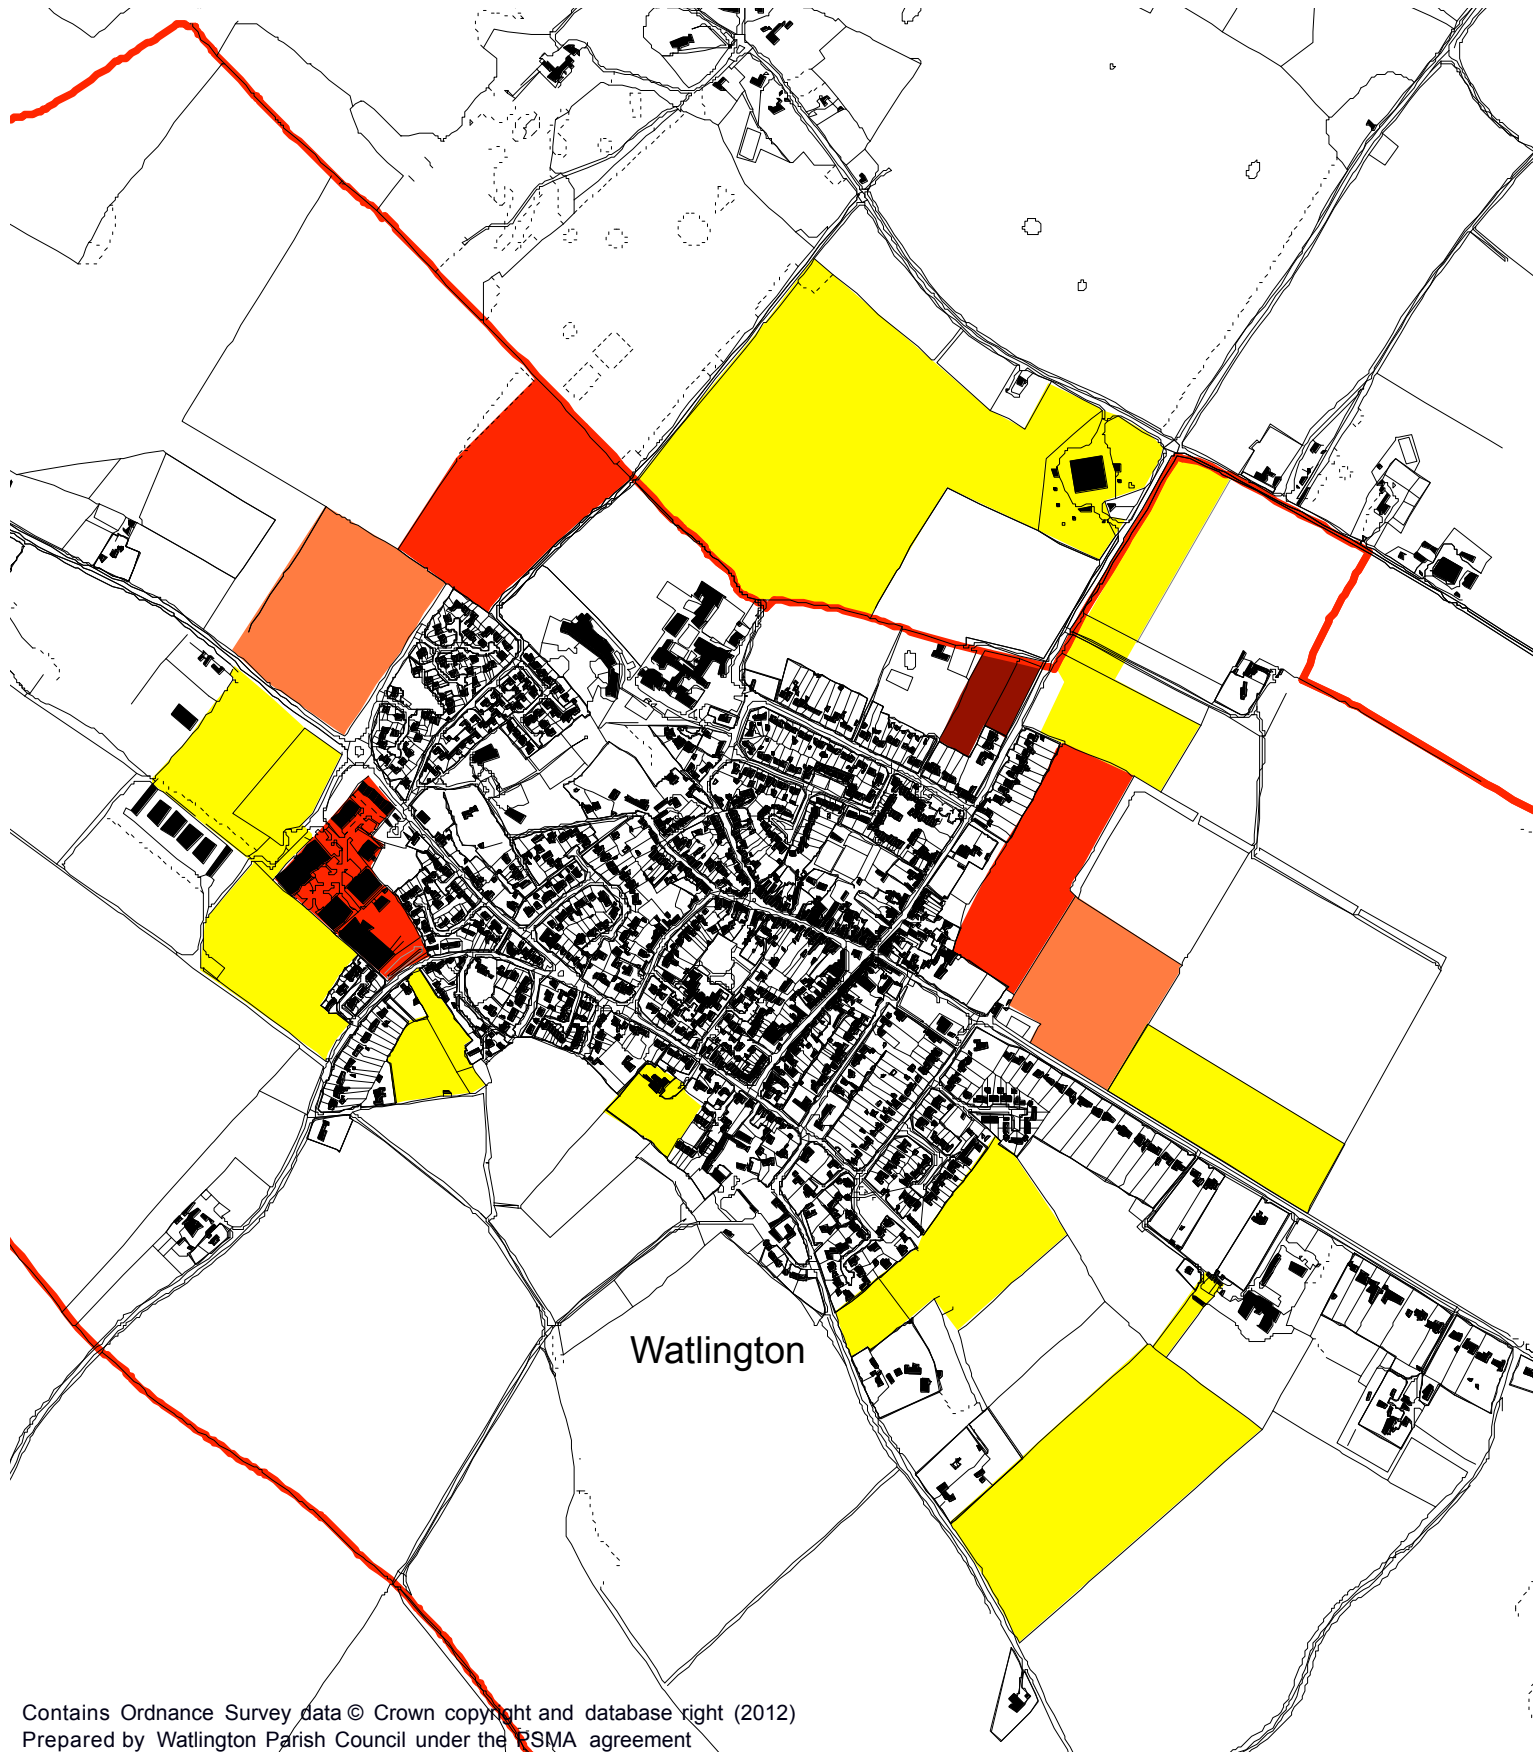 Watlington
Contains Ordnance Survey data © Crown copyright and database right (2012)
Prepared by Watlington Parish Council under the PSMA agreement